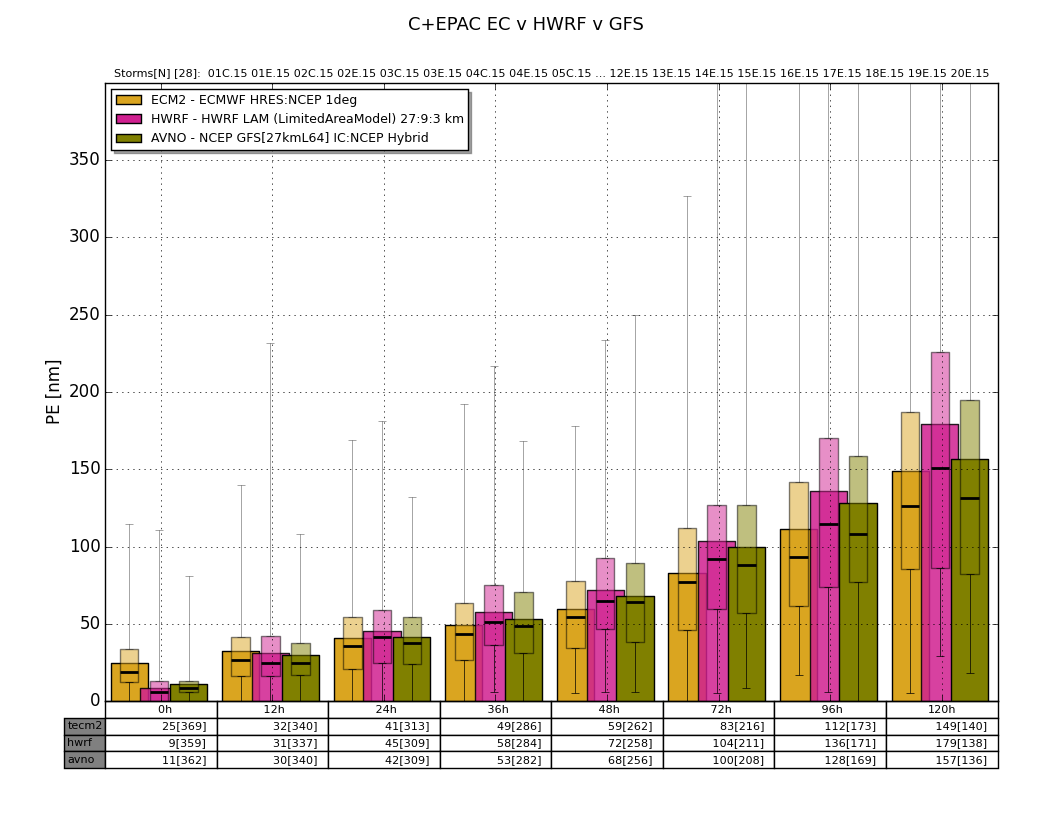 C+EPAC EC v HWRF v GFS
Storms[N] [28]: 01C.15 01E.15 02C.15 02E.15 03C.15 03E.15 04C.15 04E.15 05C.15 ... 12E.15 13E.15 14E.15 15E.15 16E.15 17E.15 18E.15 19E.15 20E.15
ECM2 - ECMWF HRES:NCEP 1deg
HWRF - HWRF LAM (LimitedAreaModel) 27:9:3 km
AVNO - NCEP GFS[27kmL64] IC:NCEP Hybrid
350
300
250
200
150
100
50
0
PE [nm]
0h 12h 24h 36h 48h 72h 96h 120h
tecm2 25[369] 32[340] 41[313] 49[286] 59[262] 83[216] 112[173] 149[140]
hwrf 9[359] 31[337] 45[309] 58[284] 72[258] 104[211] 136[171] 179[138]
avno 11[362] 30[340] 42[309] 53[282] 68[256] 100[208] 128[169] 157[136]